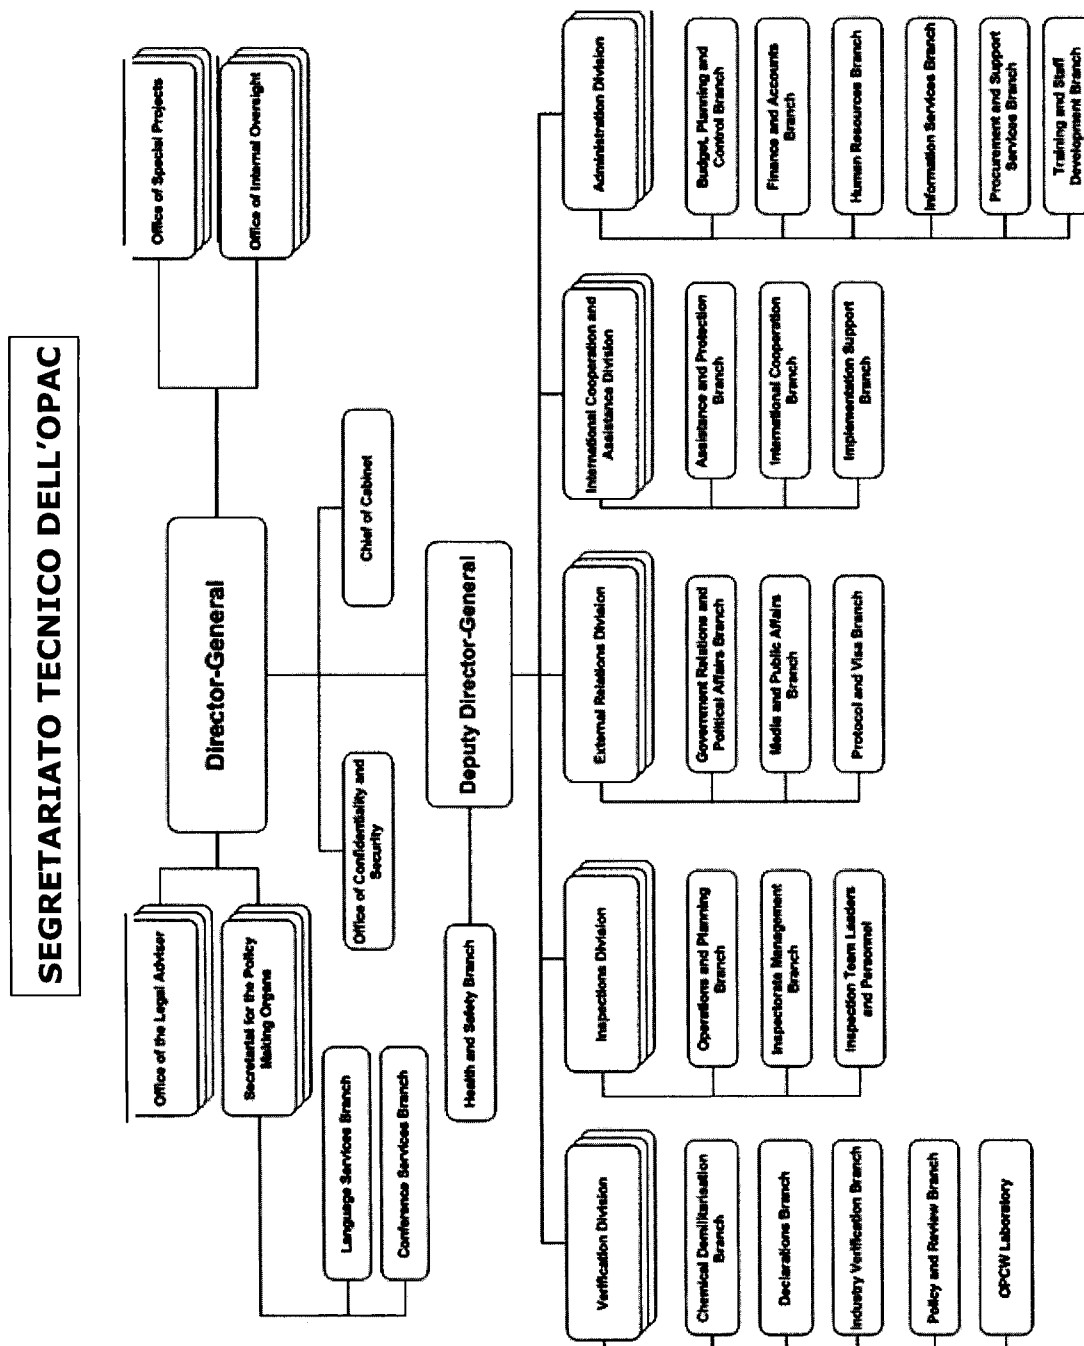 SEGRETARIATO TECNICO DELL'OPAC
Office of the Legal Adviser
Secretariat for the Policy
Making Organs
Language Services Branch
Conference Services Branch
Director-General
Office of Special Projects
Office of Internal Oversight
Office of Confidentiality and
Security
Chief of Cabinet
Health and Safety Branch
Deputy Director-General
Verification Division
Chemical Demilitarisation
Branch
Declarations Branch
Industry Verification Branch
Policy and Review Branch
OPCW Laboratory
Inspections Division
Operations and Planning
Branch
Inspectorate Management
Branch
Inspection Team Leaders
and Personnel
External Relations Division
Government Relations and
Political Affairs Branch
Media and Public Affairs
Branch
Protocol and Visa Branch
International Cooperation and
Assistance Division
Assistance and Protection
Branch
International Cooperation
Branch
Implementation Support
Branch
Administration Division
Budget, Planning and
Control Branch
Finance and Accounts
Branch
Human Resources Branch
Information Services Branch
Procurement and Support
Services Branch
Training and Staff
Development Branch